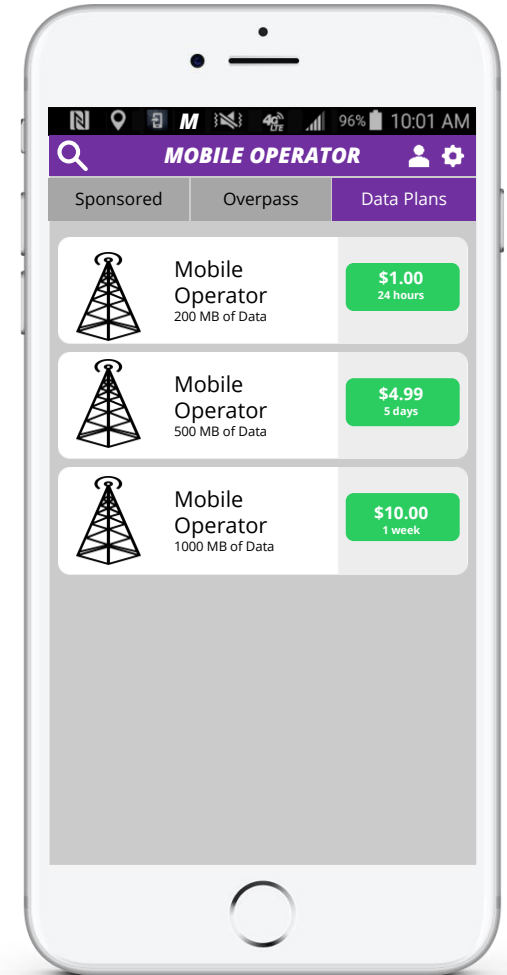 M 4G LTE 96% 10:01 AM
MOBILE OPERATOR
Sponsored Overpass Data Plans
Mobile
Operator
200 MB of Data
$1.00
24 hours
Mobile
Operator
500 MB of Data
$4.99
5 days
Mobile
Operator
1000 MB of Data
$10.00
1 week